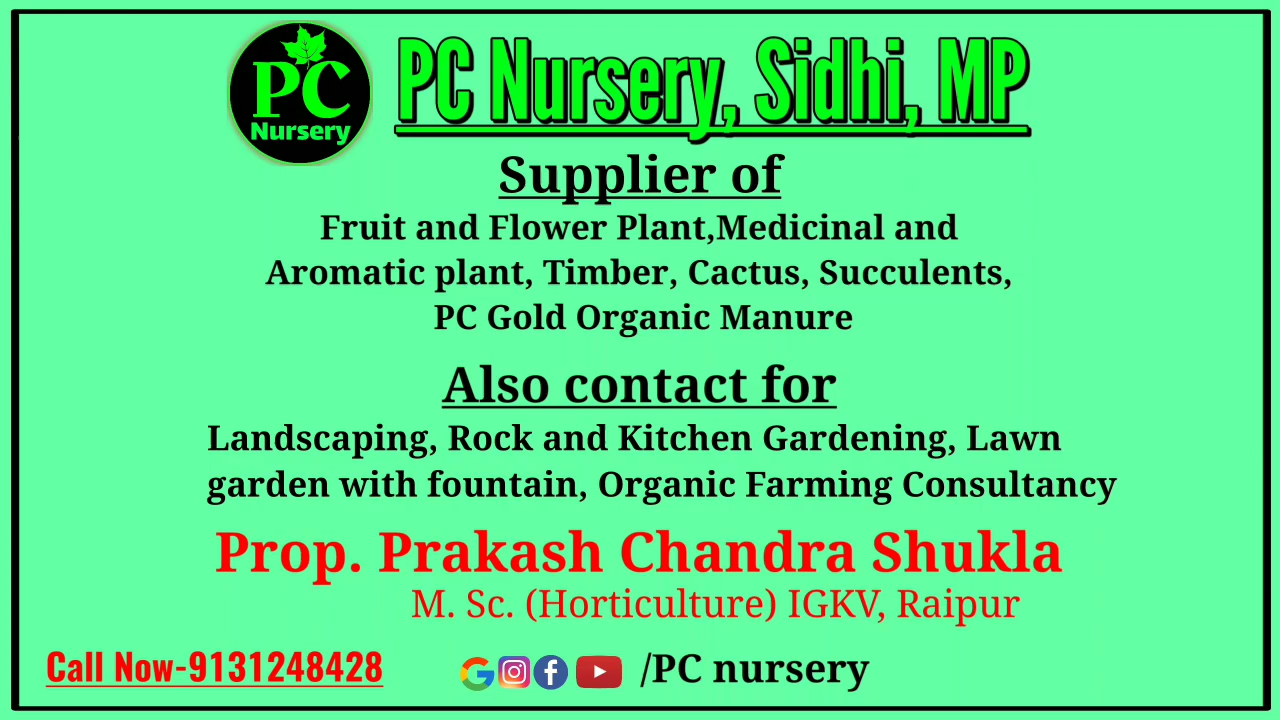 PC
Nursery
PC Nursery, Sidhi, MP
Supplier of
Fruit and Flower Plant,Medicinal and
Aromatic plant, Timber, Cactus, Succulents,
PC Gold Organic Manure
Also contact for
Landscaping, Rock and Kitchen Gardening, Lawn
garden with fountain, Organic Farming Consultancy
Prop. Prakash Chandra Shukla
M. Sc. (Horticulture) IGKV, Raipur
Call Now-9131248428
/PC nursery